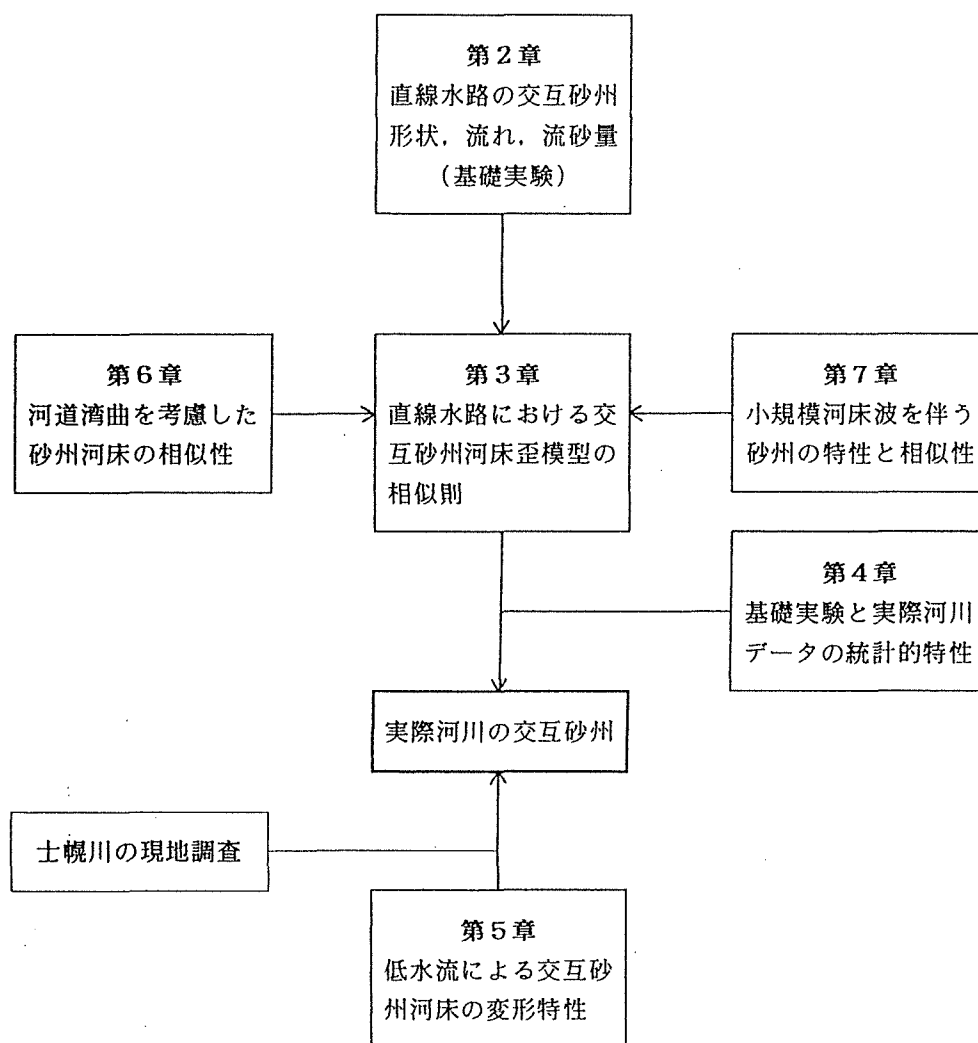 第2章
直線水路の交互砂州
形状，流れ，流砂量
（基礎実験）
第6章
河道湾曲を考慮した
砂州河床の相似性
第3章
直線水路における交
互砂州河床歪模型の
相似則
第7章
小規模河床波を伴う
砂州の特性と相似性
第4章
基礎実験と実際河川
データの統計的特性
実際河川の交互砂州
士幌川の現地調査
第5章
低水流による交互砂
州河床の変形特性